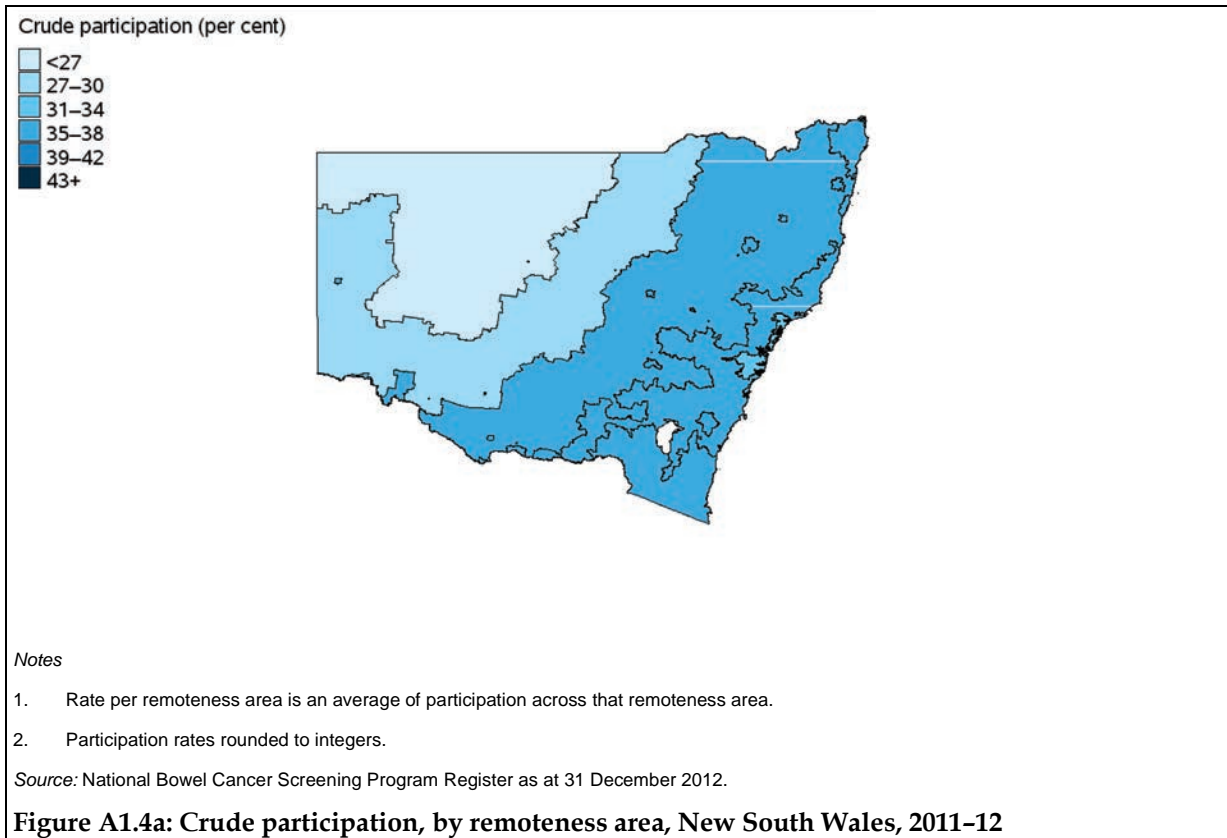 Crude participation (per cent)
<27
27–30
31–34
35–38
39–42
43+
Notes
1. Rate per remoteness area is an average of participation across that remoteness area.
2. Participation rates rounded to integers.
Source: National Bowel Cancer Screening Program Register as at 31 December 2012.
Figure A1.4a: Crude participation, by remoteness area, New South Wales, 2011–12